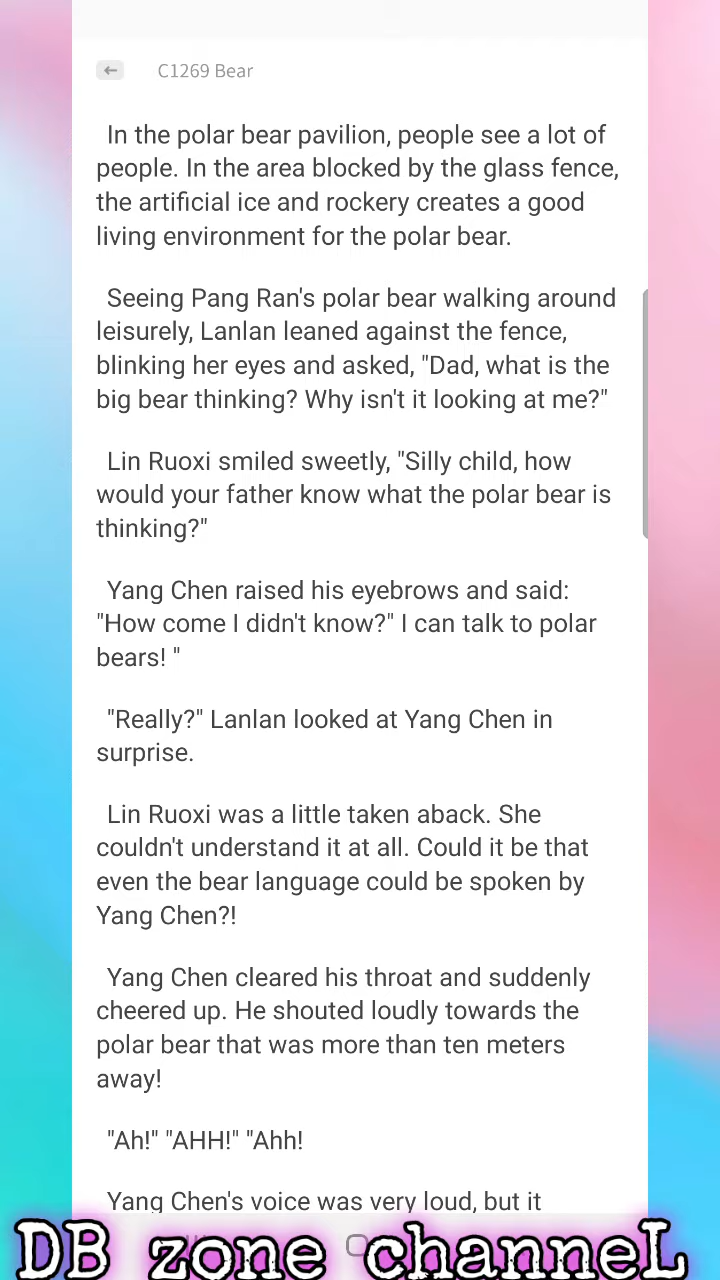 C1269 Bear
In the polar bear pavilion, people see a lot of
people. In the area blocked by the glass fence,
the artificial ice and rockery creates a good
living environment for the polar bear.
Seeing Pang Ran's polar bear walking around
leisurely, Lanlan leaned against the fence,
blinking her eyes and asked, "Dad, what is the
big bear thinking? Why isn't it looking at me?"
Lin Ruoxi smiled sweetly, "Silly child, how
would your father know what the polar bear is
thinking?"
Yang Chen raised his eyebrows and said:
"How come I didn't know?" I can talk to polar
bears! "
"Really?" Lanlan looked at Yang Chen in
surprise.
Lin Ruoxi was a little taken aback. She
couldn't understand it at all. Could it be that
even the bear language could be spoken by
Yang Chen?!
Yang Chen cleared his throat and suddenly
cheered up. He shouted loudly towards the
polar bear that was more than ten meters
away!
"Ah!" "AHH!" "Ahh!
Yang Chen's voice was very loud, but it
DB zone channeL